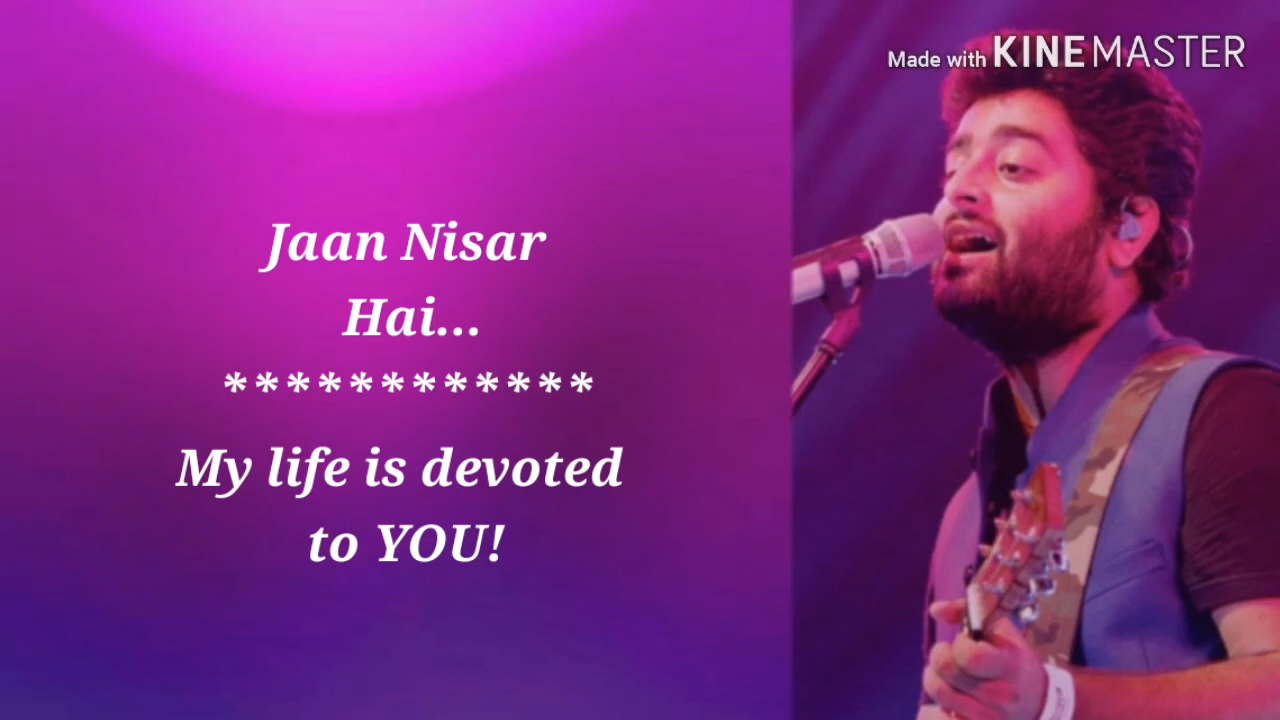 Made with KINEMASTER
Jaan Nisar
Hai...
************
My life is devoted
to YOU!